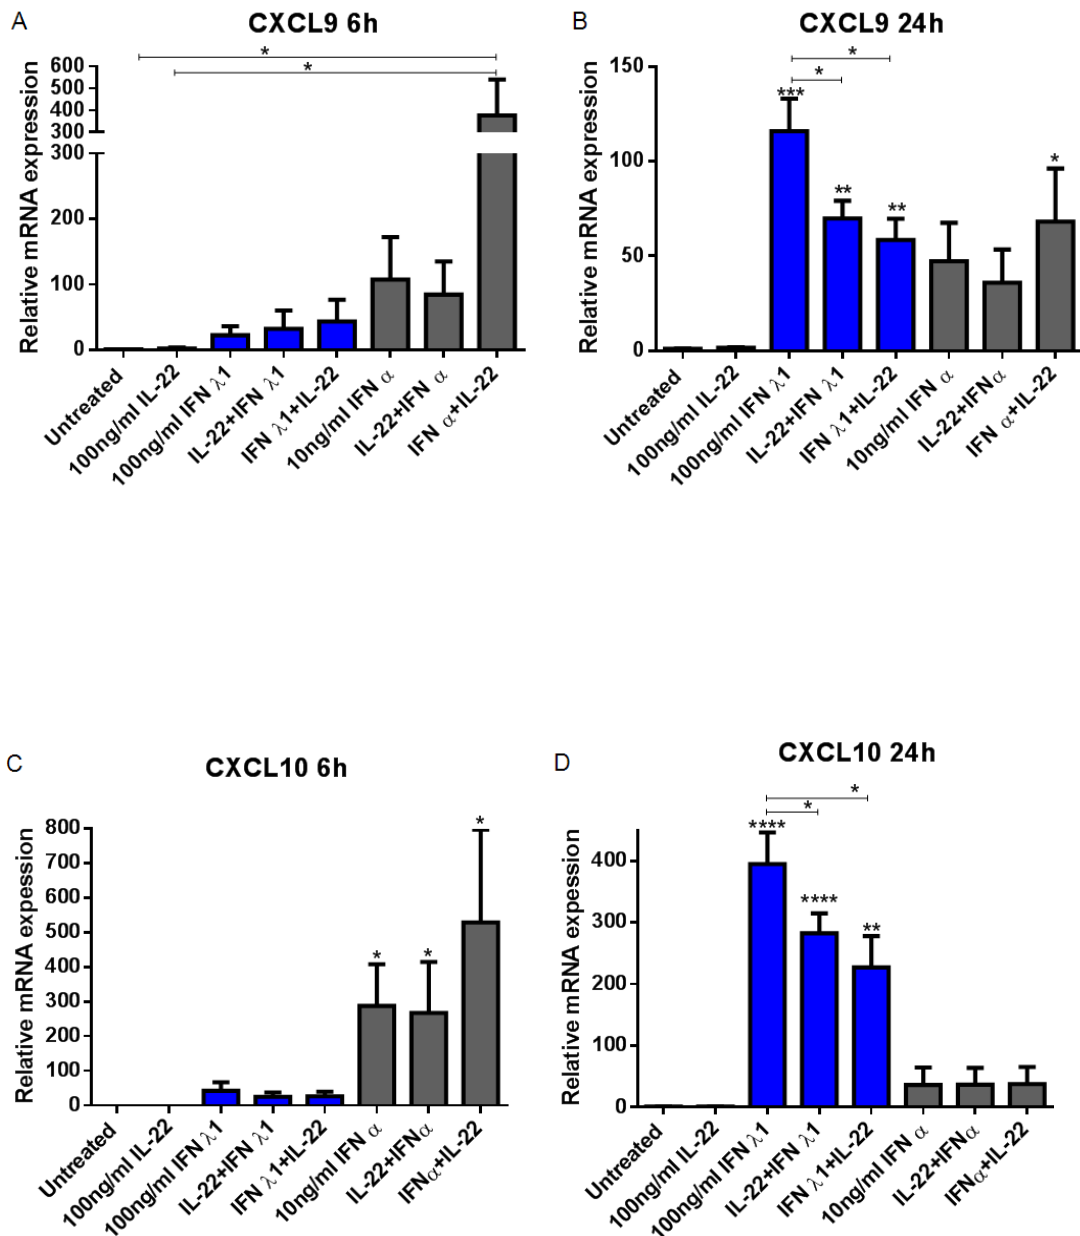 A
CXCL9 6h
*
*
Relative mRNA expression
600
500
400
300
300
200
100
0
Untreated
100ng/ml IL-22
100ng/ml IFN λ1
IL-22+IFN λ1
IFN λ1+IL-22
10ng/ml IFN α
IL-22+IFN α
IFN α+IL-22
B
CXCL9 24h
*
*
***
**
**
*
Relative mRNA expression
150
100
50
0
Untreated
100ng/ml IL-22
100ng/ml IFN λ1
IL-22+IFN λ1
IFN λ1+IL-22
10ng/ml IFN α
IL-22+IFNα
IFN α+IL-22
C
CXCL10 6h
*
*
*
Relative mRNA expession
800
700
600
500
400
300
200
100
0
Untreated
100ng/ml IL-22
100ng/ml IFN λ1
IL-22+IFN λ1
IFN λ1+IL-22
10ng/ml IFN α
IL-22+IFNα
IFNα+IL-22
D
CXCL10 24h
*
*
****
****
**
Relative mRNA expession
400
300
200
100
0
Untreated
100ng/ml IL-22
100ng/ml IFN λ1
IL-22+IFN λ1
IFN λ1+IL-22
10ng/ml IFN α
IL-22+IFNα
IFNα+IL-22